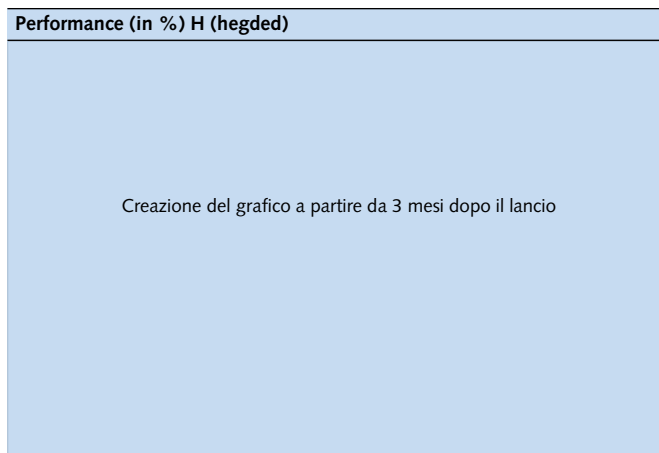 Performance (in %) H (hegded)
Creazione del grafico a partire da 3 mesi dopo il lancio